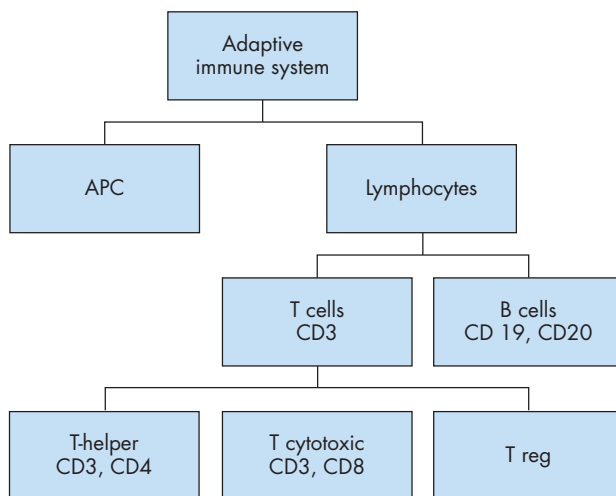 Adaptive
immune system
APC
Lymphocytes
T cells
CD3
B cells
CD 19, CD20
T-helper
CD3, CD4
T cytotoxic
CD3, CD8
T reg